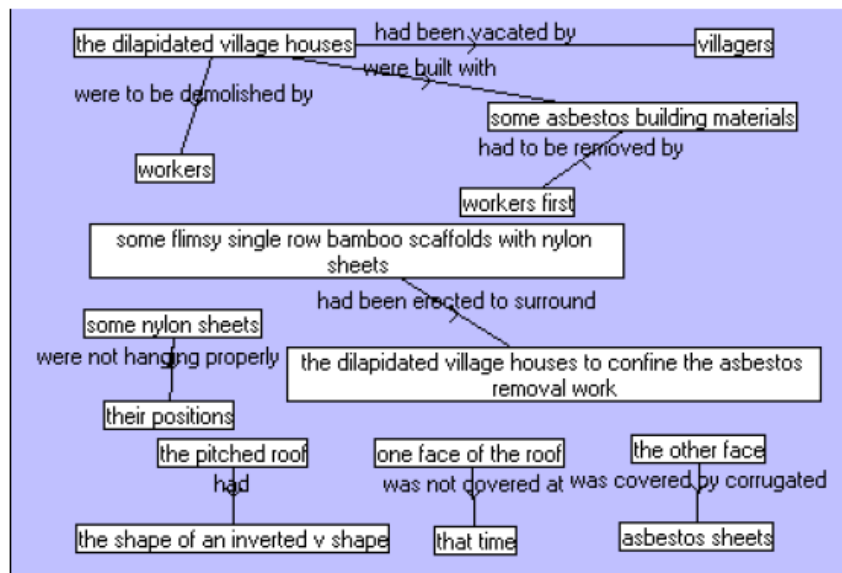 the dilapidated village houses
had been vacated by
villagers
were built with
were to be demolished by
some asbestos building materials
had to be removed by
workers
workers first
some flimsy single row bamboo scaffolds with nylon
sheets
had been erected to surround
some nylon sheets
were not hanging properly
the dilapidated village houses to confine the asbestos
removal work
their positions
the pitched roof
one face of the roof
the other face
had
was not covered at
was covered by corrugated
the shape of an inverted v shape
that time
asbestos sheets